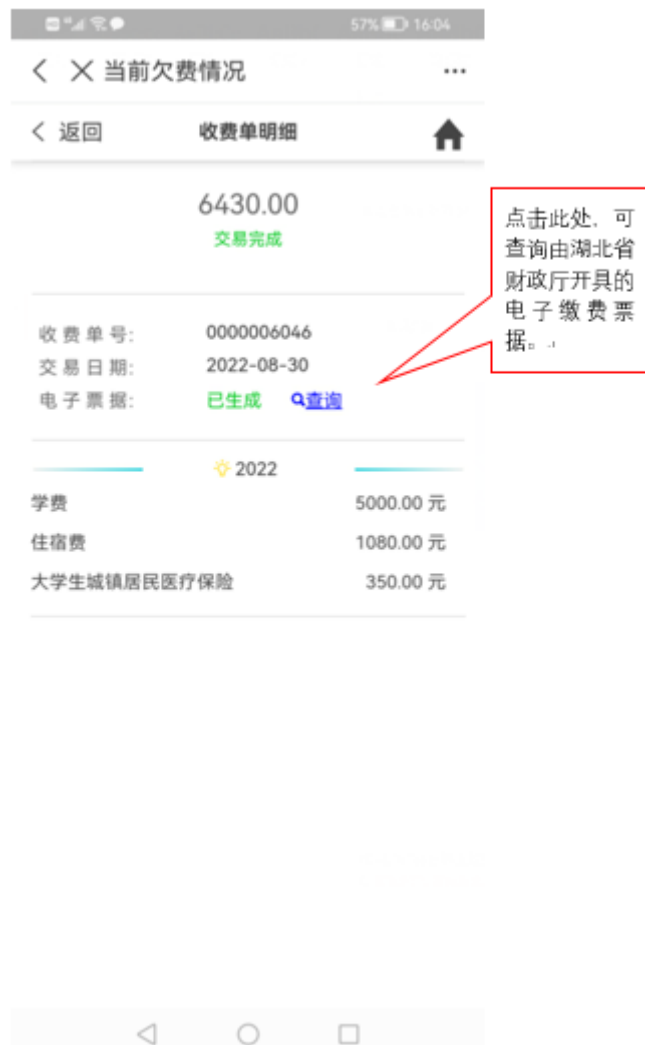 57% 16:04
当前欠费情况 ...
返回 收费单明细
6430.00
交易完成
点击此处，可
查询由湖北省
财政厅开具的
电子缴费票
据。
收费单号: 0000006046
交易日期: 2022-08-30
电子票据: 已生成 查询
2022
学费 5000.00 元
住宿费 1080.00 元
大学生城镇居民医疗保险 350.00 元